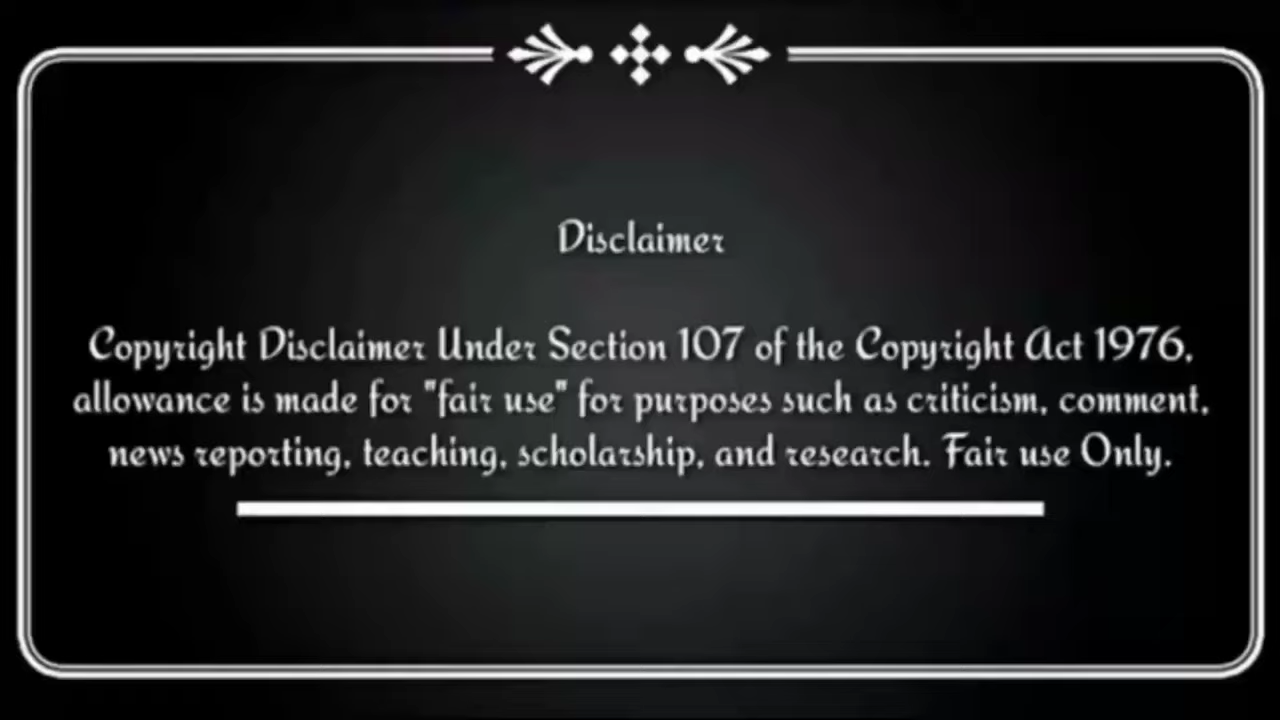 Disclaimer
Copyright Disclaimer Under Section 107 of the Copyright Act 1976,
allowance is made for "fair use" for purposes such as criticism, comment,
news reporting, teaching, scholarship, and research. Fair use Only.